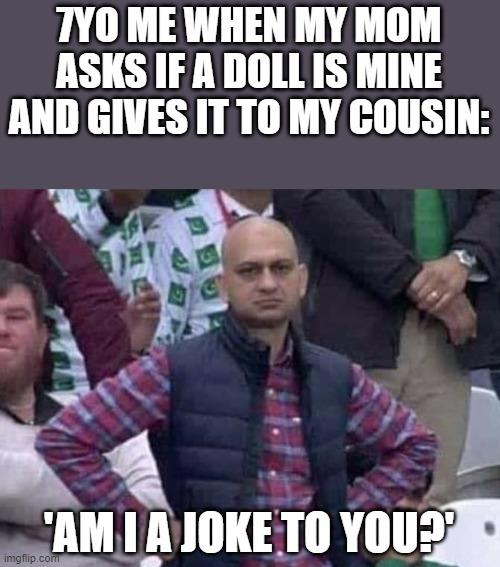 7YO ME WHEN MY MOM
ASKS IF A DOLL IS MINE
AND GIVES IT TO MY COUSIN:
'AM I A JOKE TO YOU?'
imgflip.com